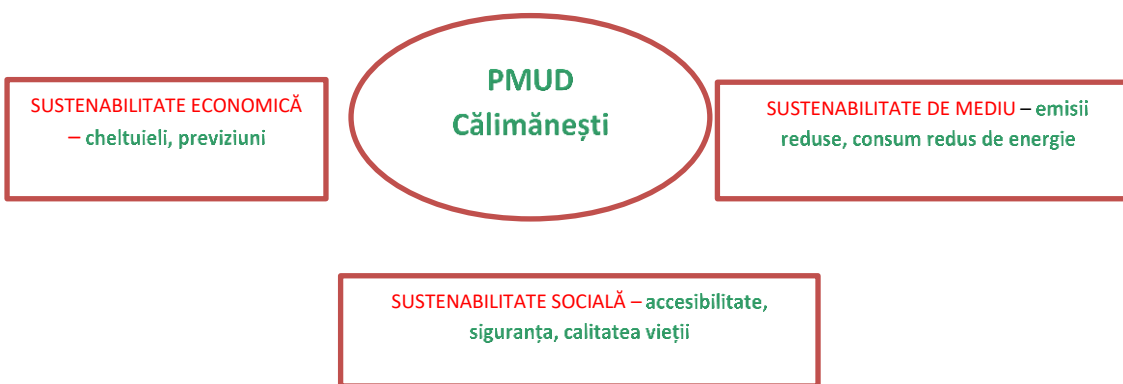 PMUD
Călimănești
SUSTENABILITATE ECONOMICĂ
– cheltuieli, previziuni
SUSTENABILITATE DE MEDIU – emisii
reduse, consum redus de energie
SUSTENABILITATE SOCIALĂ – accesibilitate,
siguranța, calitatea vieții